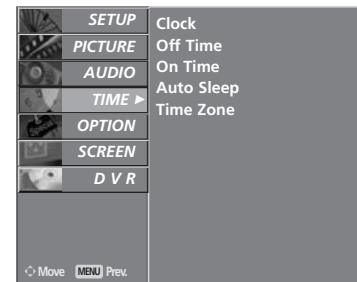 SETUP
PICTURE
AUDIO
TIME ►
OPTION
SCREEN
D V R
Clock
Off Time
On Time
Auto Sleep
Time Zone
Move MENU Prev.